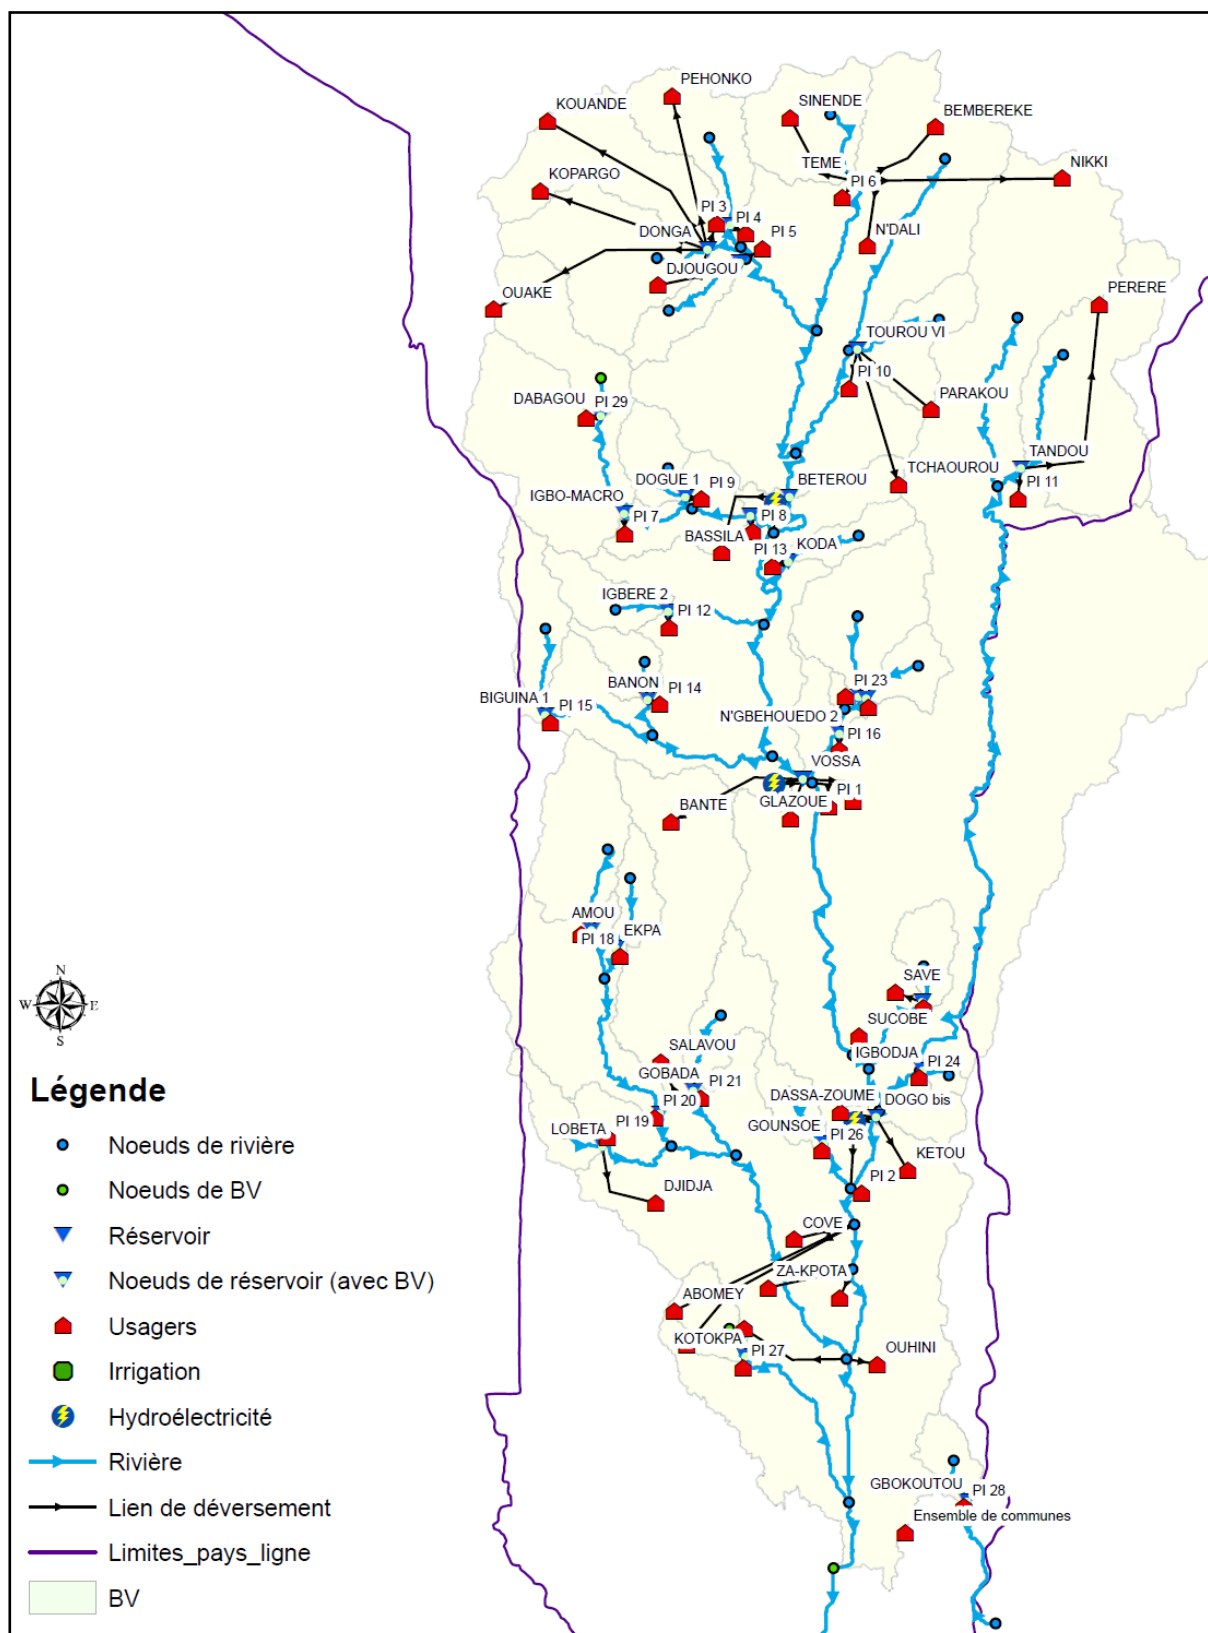 PEHONKO
KOUANDE
SINENDE
BEMBEREKE
TEME
NIKKI
KOPARGO
PI 6
PI 3
PI 4
DONGA
PI 5
N'DALI
DJOUGOU
OUAKE
PERERE
TOUROU VI
PI 10
DABAGOU
PI 29
PARAKOU
TANDOU
TCHAOUROU
DOGUE 1
PI 9
BETEROU
PI 11
IGBO-MACRO
PI 7
PI 8
BASSILA
KODA
PI 13
IGBERE 2
PI 12
BANON
PI 14
PI 23
BIGUINA 1
PI 15
N'GBEHOUEDO 2
PI 16
VOSSA
PI 1
GLAZOUE
BANTE
AMOU
EKPA
PI 18
SAVE
SUCOBE
SALAVOU
IGBODJA
PI 24
GOBADA
PI 21
DASSA-ZOUME
DOGO bis
PI 20
PI 19
LOBETA
GOUNSOE
PI 26
KETOU
DJIDJA
PI 2
COVE
ZA-KPOTA
ABOMEY
KOTOKPA
PI 27
OUHINI
GBOKOUTOU
PI 28
Ensemble de communes
N
W
E
S
Légende
Noeuds de rivière
Noeuds de BV
Réservoir
Noeuds de réservoir (avec BV)
Usagers
Irrigation
Hydroélectricité
Rivière
Lien de déversement
Limites_pays_ligne
BV